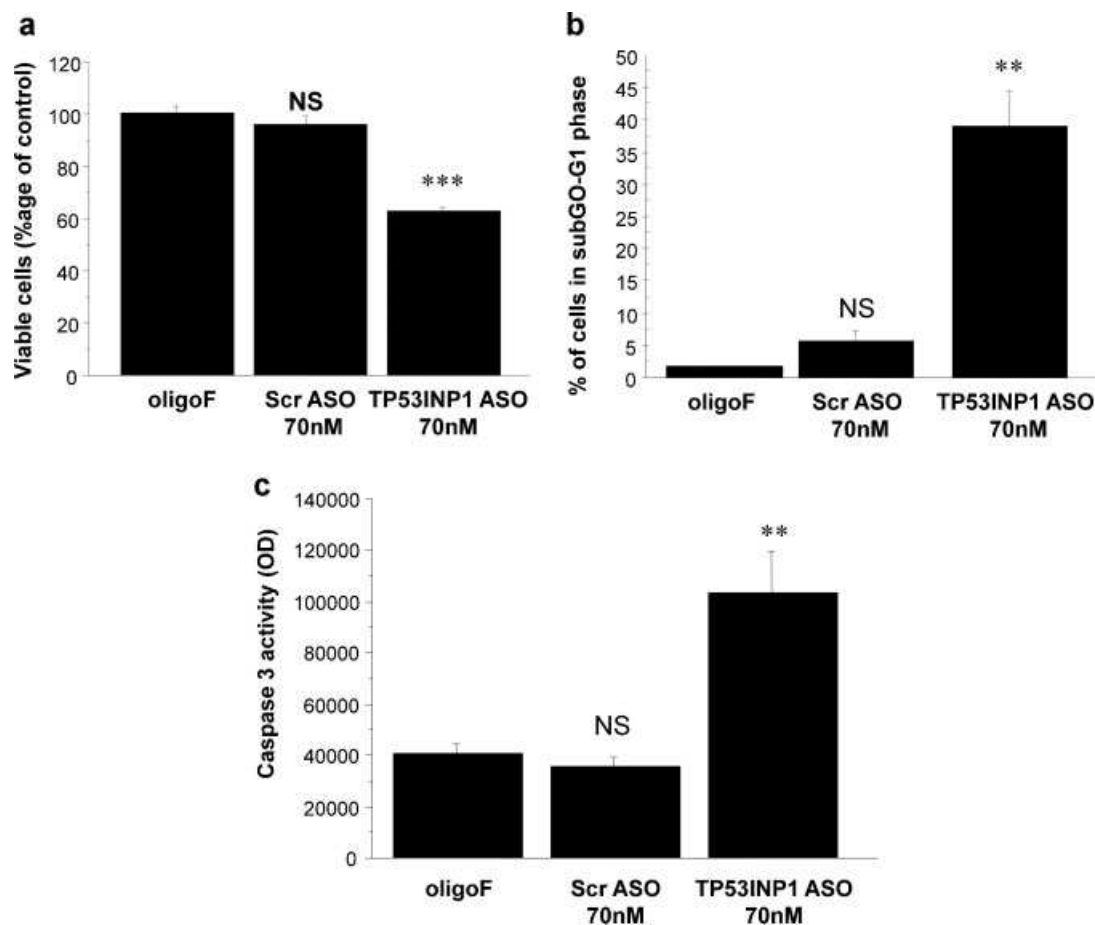 a
Viable cells (%age of control)
120
100
80
60
40
20
0
NS
***
oligoF
Scr ASO
70nM
TP53INP1 ASO
70nM
b
% of cells in subGO-G1 phase
50
45
40
35
30
25
20
15
10
5
0
NS
**
oligoF
Scr ASO
70nM
TP53INP1 ASO
70nM
c
Caspase 3 activity (OD)
140000
120000
100000
80000
60000
40000
20000
0
NS
**
oligoF
Scr ASO
70nM
TP53INP1 ASO
70nM